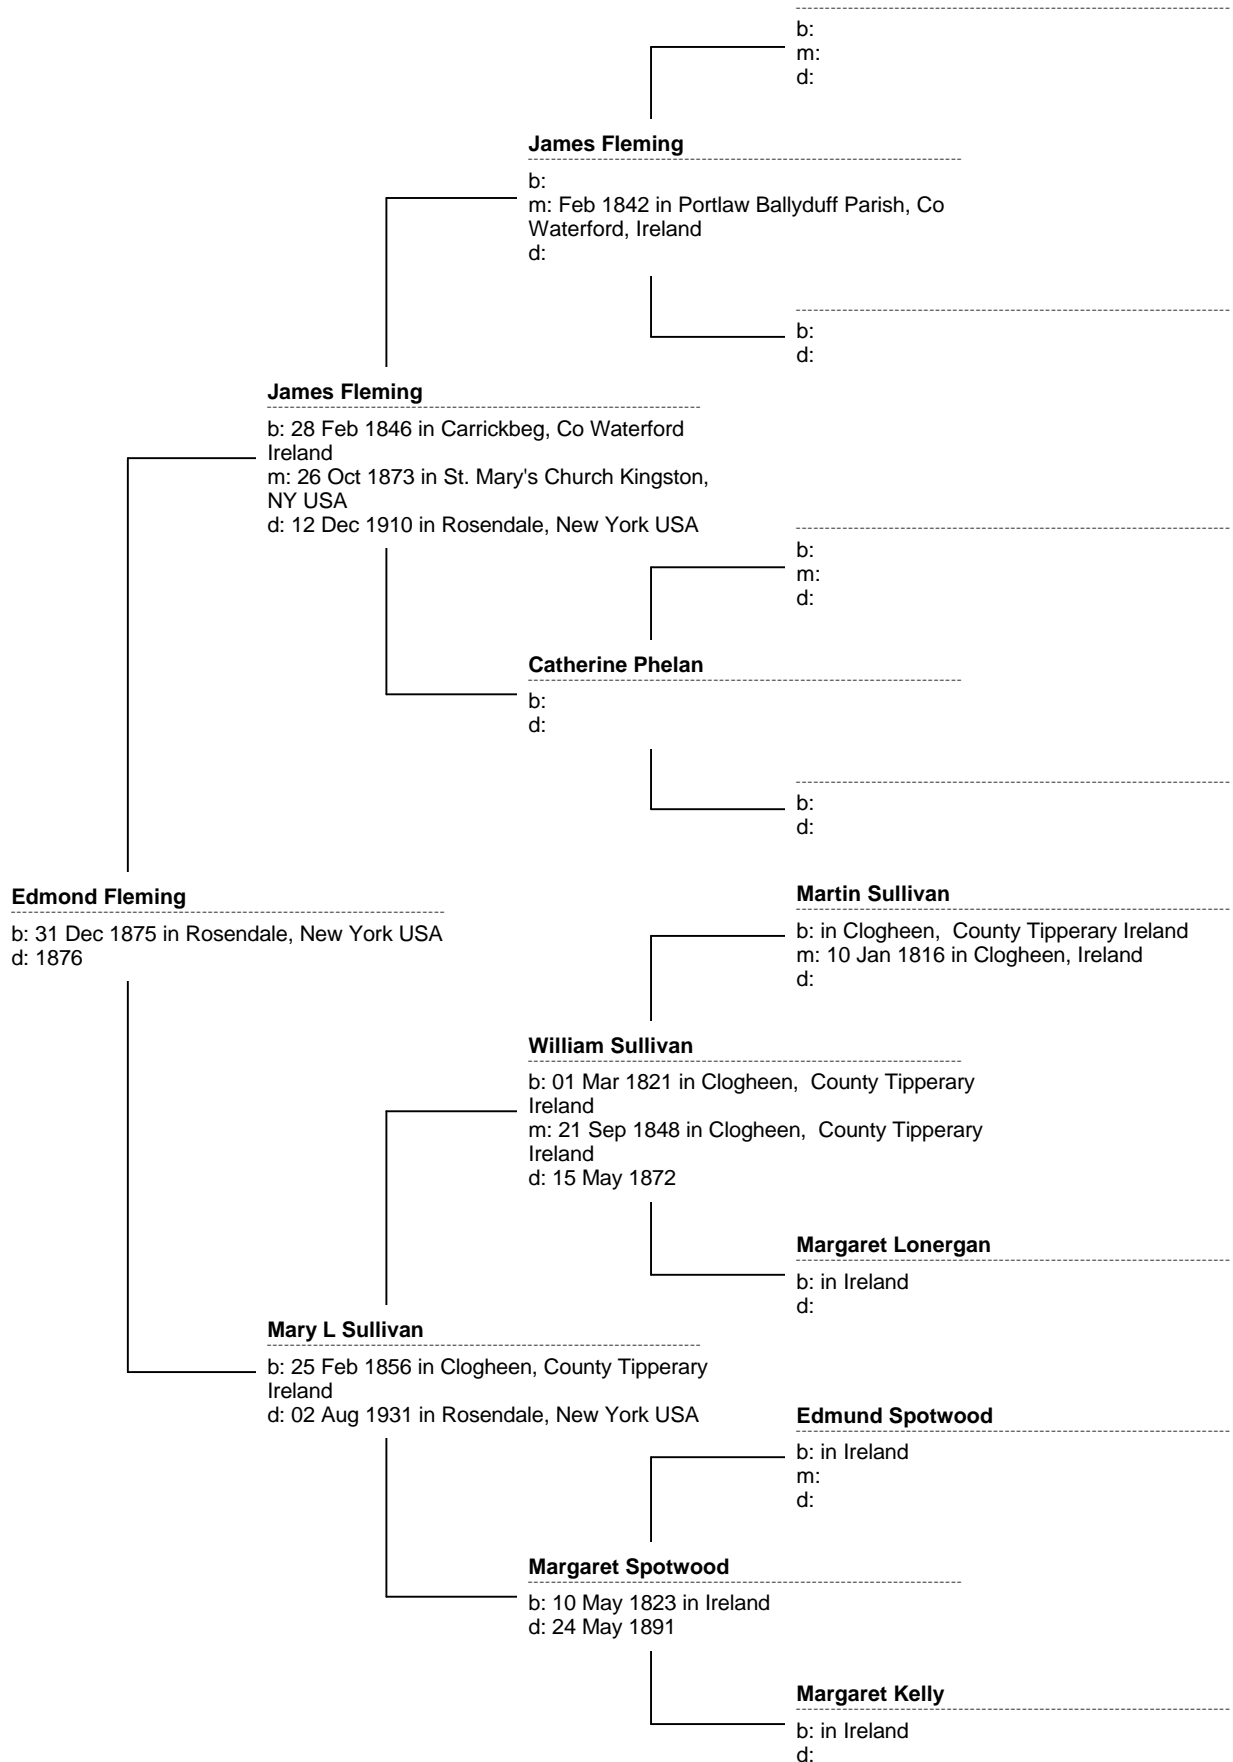 b:
m:
d:
James Fleming
b:
m: Feb 1842 in Portlaw Ballyduff Parish, Co
Waterford, Ireland
d:
b:
d:
James Fleming
b: 28 Feb 1846 in Carrickbeg, Co Waterford
Ireland
m: 26 Oct 1873 in St. Mary's Church Kingston,
NY USA
d: 12 Dec 1910 in Rosendale, New York USA
b:
m:
d:
Catherine Phelan
b:
d:
b:
d:
Edmond Fleming
b: 31 Dec 1875 in Rosendale, New York USA
d: 1876
Martin Sullivan
b: in Clogheen,  County Tipperary Ireland
m: 10 Jan 1816 in Clogheen, Ireland
d:
William Sullivan
b: 01 Mar 1821 in Clogheen,  County Tipperary
Ireland
m: 21 Sep 1848 in Clogheen,  County Tipperary
Ireland
d: 15 May 1872
Margaret Lonergan
b: in Ireland
d:
Mary L Sullivan
b: 25 Feb 1856 in Clogheen, County Tipperary
Ireland
d: 02 Aug 1931 in Rosendale, New York USA
Edmund Spotwood
b: in Ireland
m:
d:
Margaret Spotwood
b: 10 May 1823 in Ireland
d: 24 May 1891
Margaret Kelly
b: in Ireland
d: